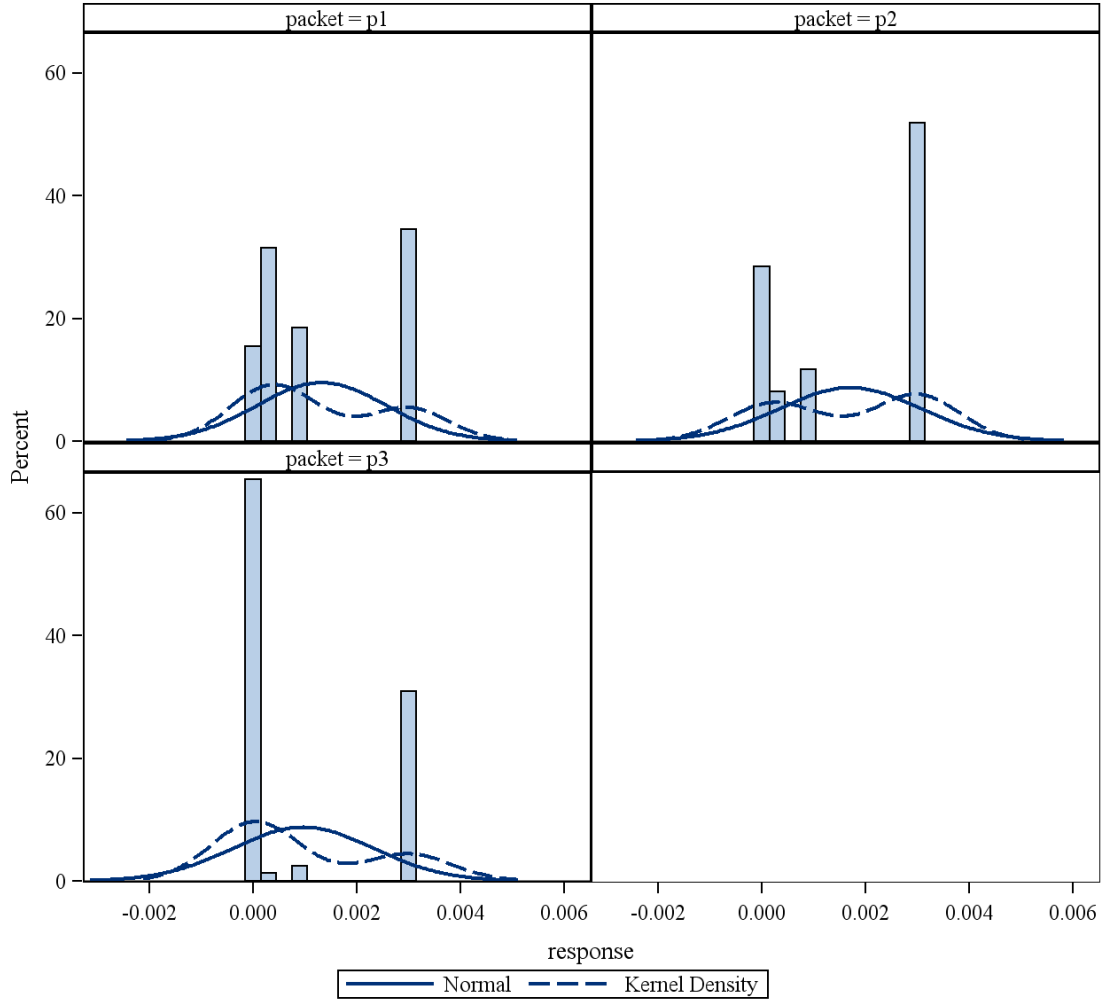 packet = p1
packet = p2
60
40
20
0
Percent
packet = p3
60
40
20
0
-0.002 0.000 0.002 0.004 0.006
-0.002 0.000 0.002 0.004 0.006
response
Normal
Kernel Density